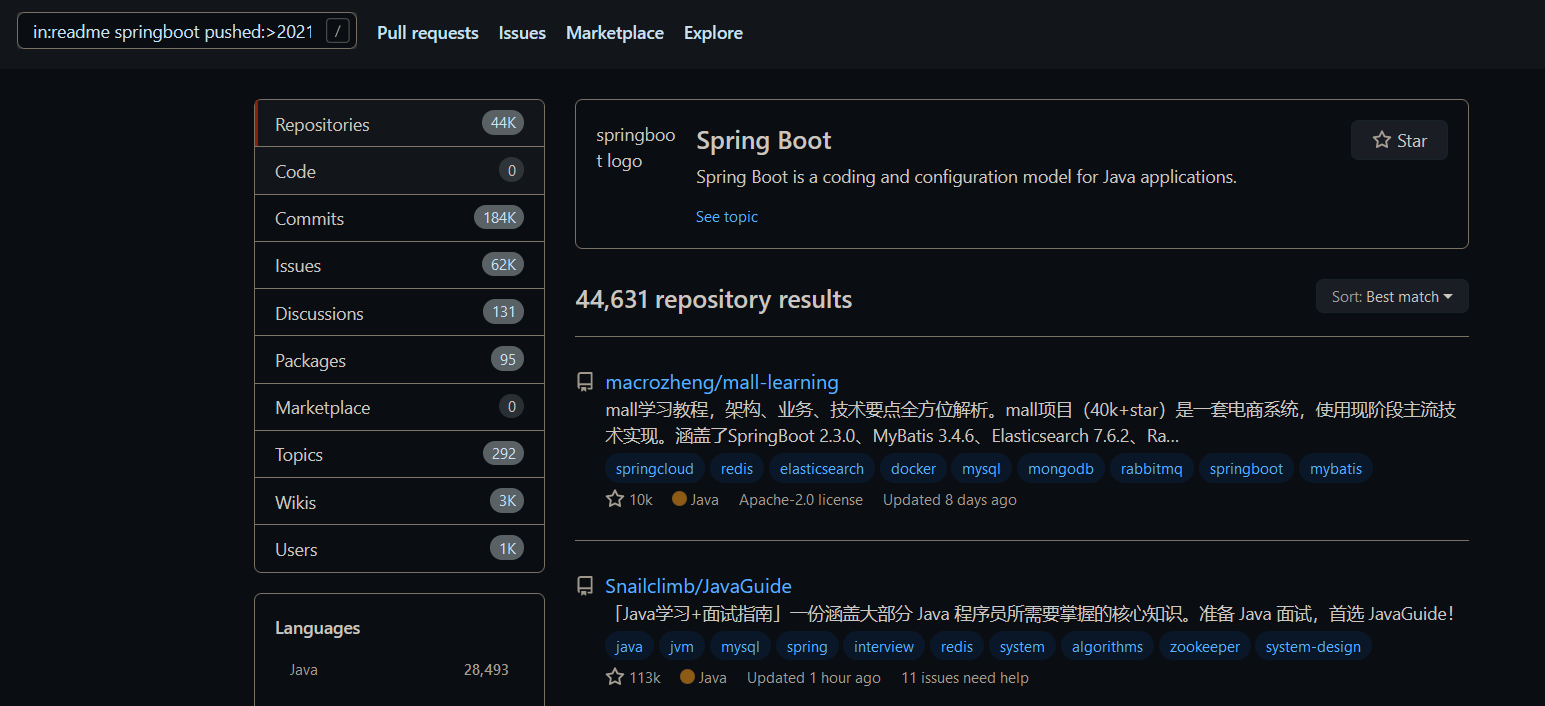 in:readme springboot pushed:>2021 / Pull requests Issues Marketplace Explore
Repositories 44K
Code 0
Commits 184K
Issues 62K
Discussions 131
Packages 95
Marketplace 0
Topics 292
Wikis 3K
Users 1K
Languages
Java 28,493
springboo
t logo
Spring Boot
Star
Spring Boot is a coding and configuration model for Java applications.
See topic
44,631 repository results
Sort: Best match
macrozheng/mall-learning
mall学习教程，架构、业务、技术要点全方位解析。mall项目（40k+star）是一套电商系统，使用现阶段主流技
术实现。涵盖了SpringBoot 2.3.0、MyBatis 3.4.6、Elasticsearch 7.6.2、Ra...
springcloud redis elasticsearch docker mysql mongodb rabbitmq springboot mybatis
10k Java Apache-2.0 license Updated 8 days ago
Snailclimb/JavaGuide
「Java学习+面试指南」一份涵盖大部分 Java 程序员所需要掌握的核心知识。准备 Java 面试，首选 JavaGuide！
java jvm mysql spring interview redis system algorithms zookeeper system-design
113k Java Updated 1 hour ago 11 issues need help